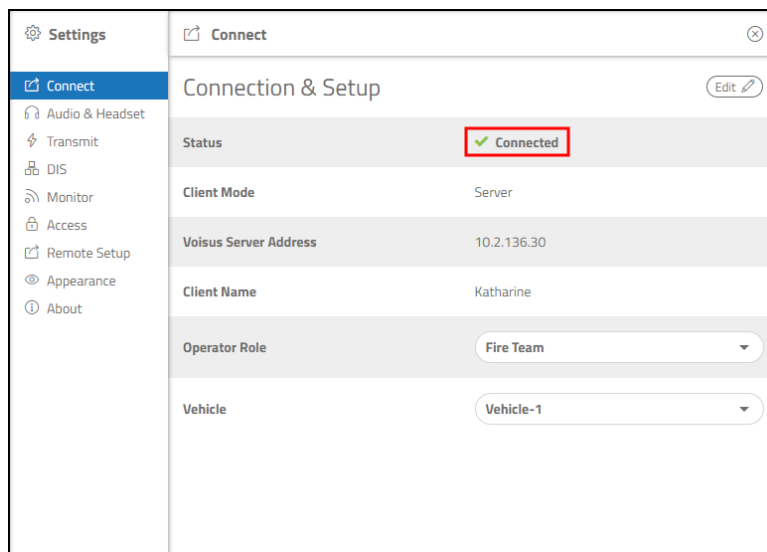 Settings
Connect
Audio & Headset
Transmit
DIS
Monitor
Access
Remote Setup
Appearance
About
Connect
Connection & Setup
Edit
Status
Connected
Client Mode
Server
Voisus Server Address
10.2.136.30
Client Name
Katharine
Operator Role
Fire Team
Vehicle
Vehicle-1